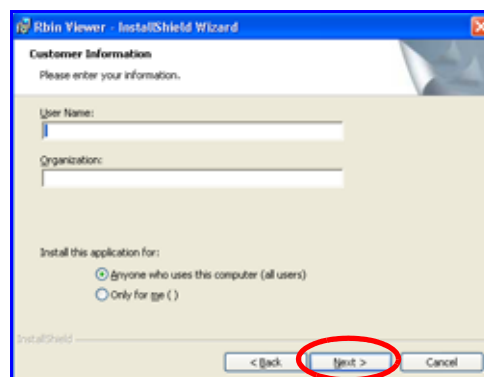 Rbin Viewer - InstallShield Wizard
Customer Information
Please enter your information.
User Name:
Organization:
Install this application for:
Anyone who uses this computer (all users)
Only for me ( )
InstallShield
< Back
Next >
Cancel